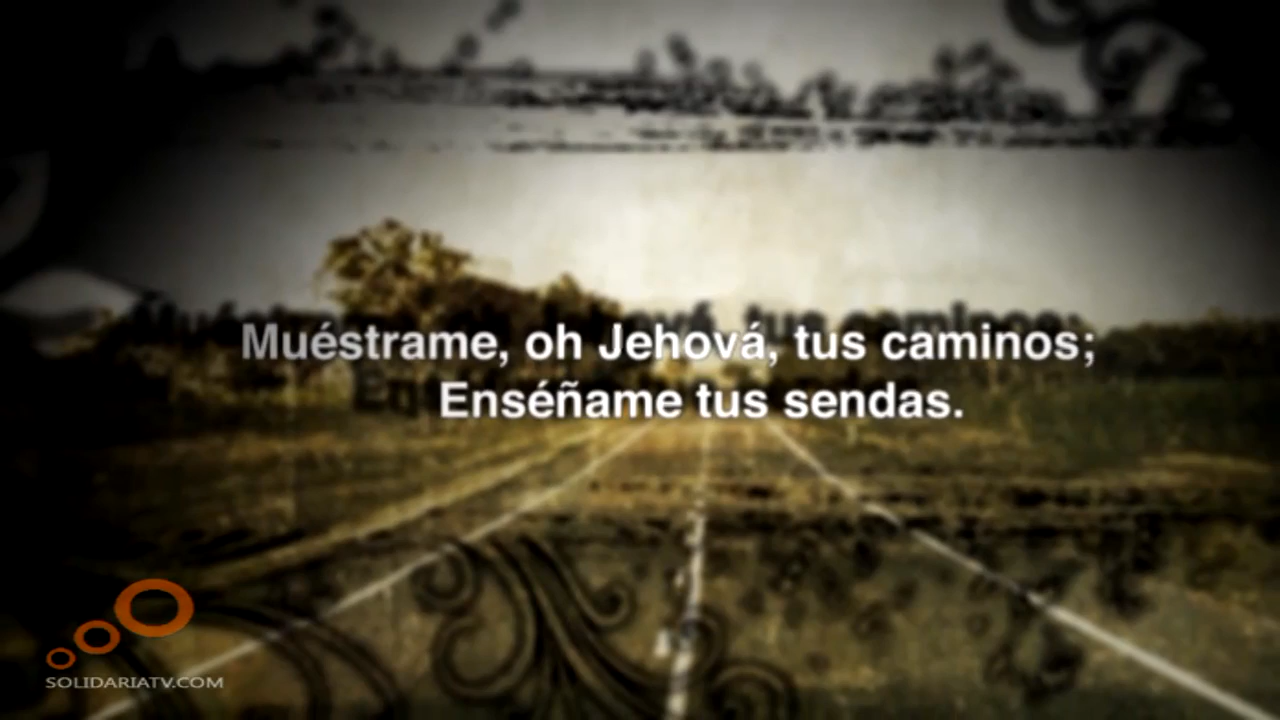 Muéstrame, oh Jehová, tus caminos;
Enséñame tus sendas.
SOLIDARIATV.COM